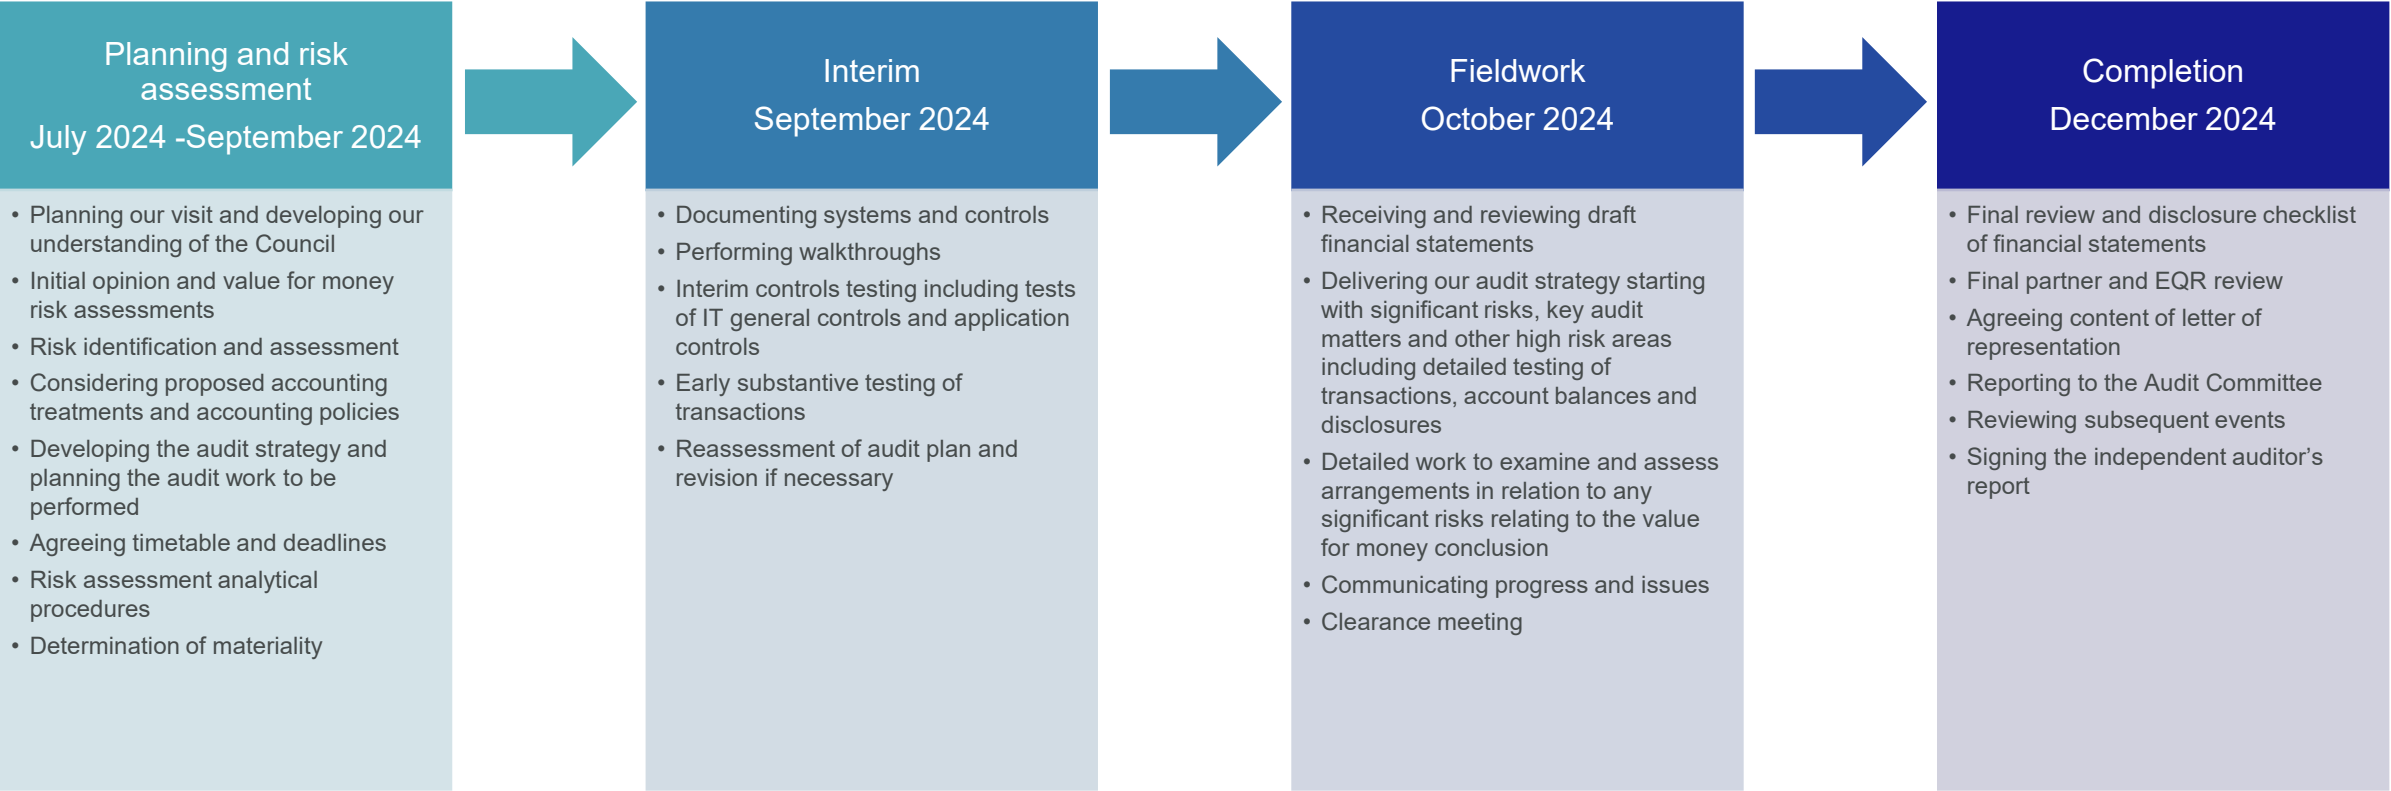 Planning and risk
assessment
July 2024 -September 2024
• Planning our visit and developing our
understanding of the Council
• Initial opinion and value for money
risk assessments
• Risk identification and assessment
• Considering proposed accounting
treatments and accounting policies
• Developing the audit strategy and
planning the audit work to be
performed
• Agreeing timetable and deadlines
• Risk assessment analytical
procedures
• Determination of materiality
Interim
September 2024
• Documenting systems and controls
• Performing walkthroughs
• Interim controls testing including tests
of IT general controls and application
controls
• Early substantive testing of
transactions
• Reassessment of audit plan and
revision if necessary
Fieldwork
October 2024
• Receiving and reviewing draft
financial statements
• Delivering our audit strategy starting
with significant risks, key audit
matters and other high risk areas
including detailed testing of
transactions, account balances and
disclosures
• Detailed work to examine and assess
arrangements in relation to any
significant risks relating to the value
for money conclusion
• Communicating progress and issues
• Clearance meeting
Completion
December 2024
• Final review and disclosure checklist
of financial statements
• Final partner and EQR review
• Agreeing content of letter of
representation
• Reporting to the Audit Committee
• Reviewing subsequent events
• Signing the independent auditor’s
report